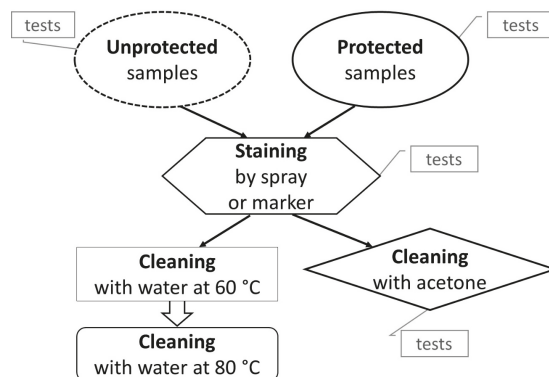 tests
tests
Unprotected
samples
Protected
samples
Staining
by spray
or marker
tests
Cleaning
with water at 60 °C
Cleaning
with acetone
Cleaning
with water at 80 °C
tests